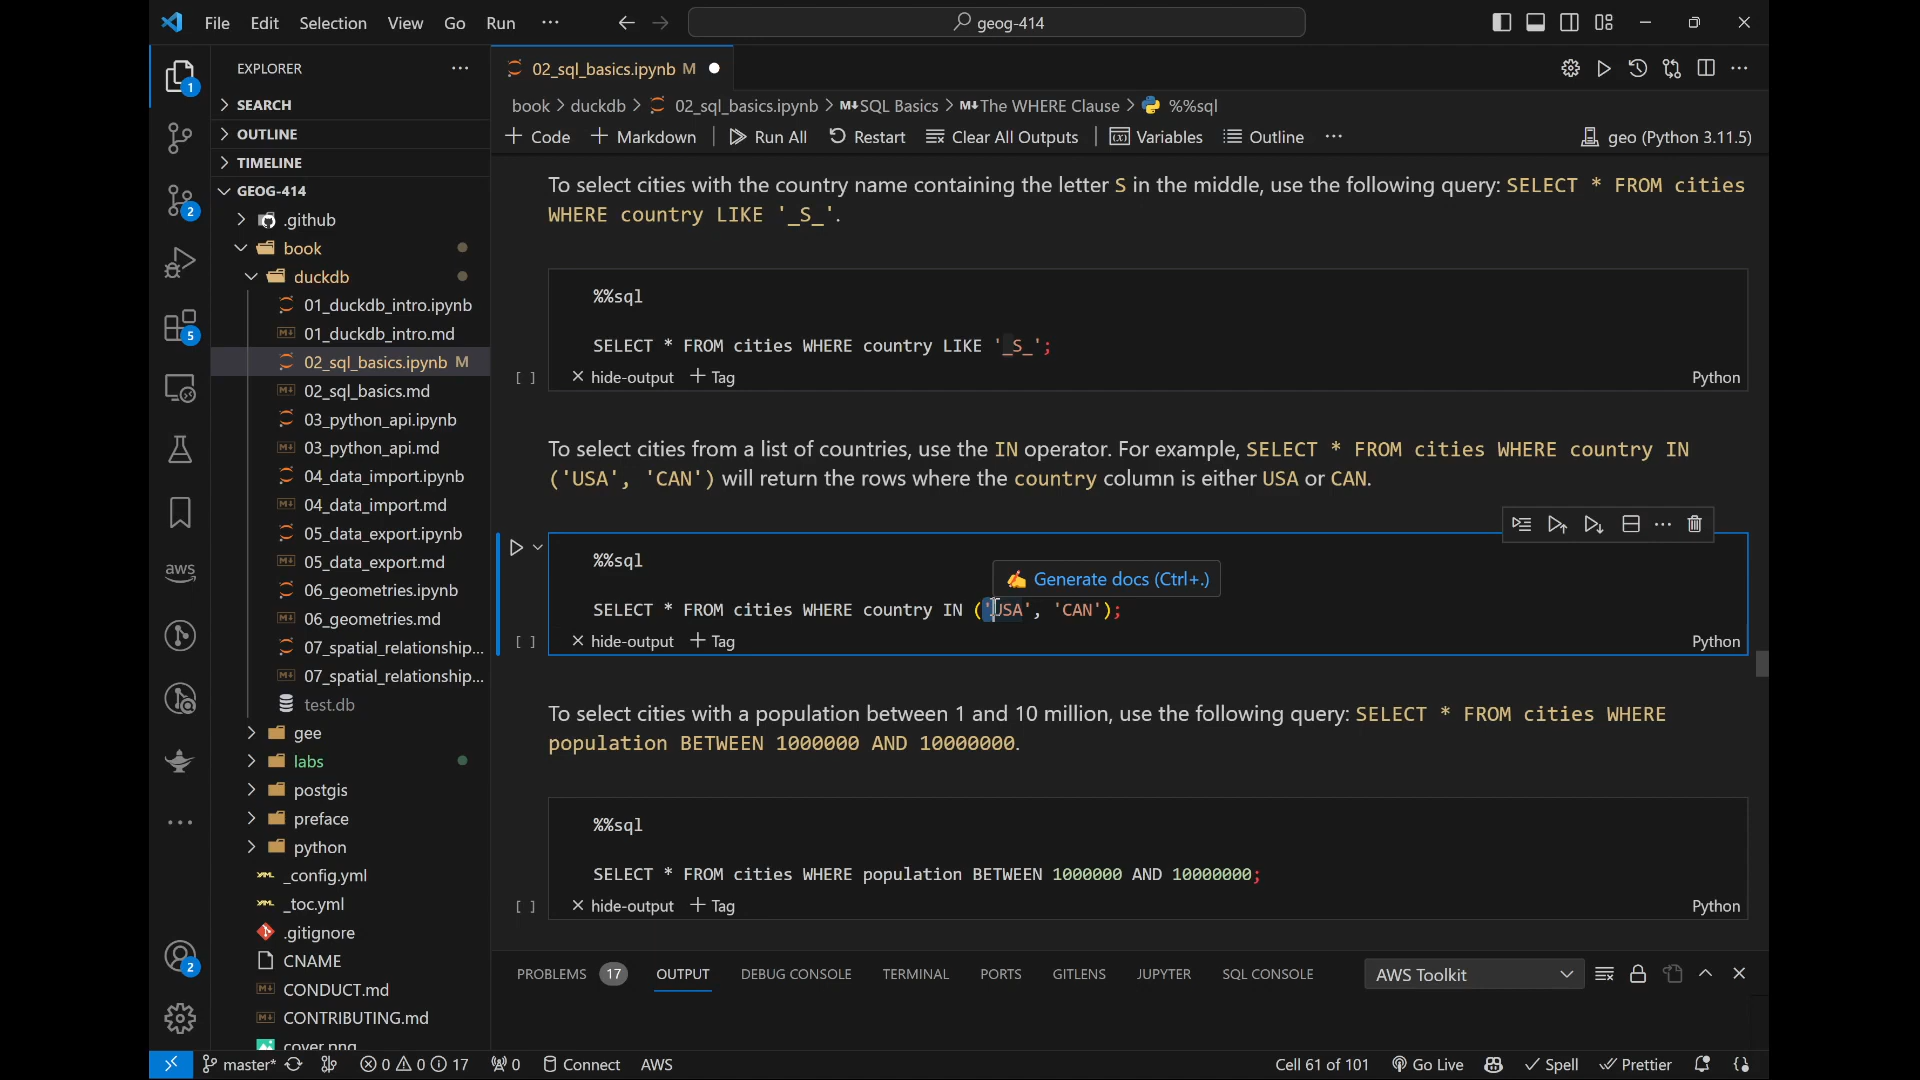 File Edit Selection View Go Run ··· geog-414
EXPLORER
SEARCH
OUTLINE
TIMELINE
GEOG-414
.github
book
duckdb
01_duckdb_intro.ipynb
01_duckdb_intro.md
02_sql_basics.ipynb M
02_sql_basics.md
03_python_api.ipynb
03_python_api.md
04_data_import.ipynb
04_data_import.md
05_data_export.ipynb
05_data_export.md
06_geometries.ipynb
06_geometries.md
07_spatial_relationship...
07_spatial_relationship...
test.db
gee
labs
postgis
preface
python
_config.yml
_toc.yml
.gitignore
CNAME
CONDUCT.md
CONTRIBUTING.md
cover.png
1
2
5
aws
2
02_sql_basics.ipynb M
book > duckdb > 02_sql_basics.ipynb > M↓SQL Basics > M↓The WHERE Clause > %%sql
+ Code + Markdown Run All Restart Clear All Outputs Variables Outline ··· geo (Python 3.11.5)
To select cities with the country name containing the letter S in the middle, use the following query: SELECT * FROM cities
WHERE country LIKE '_S_'.
%%sql
SELECT * FROM cities WHERE country LIKE '_S_';
[ ] × hide-output + Tag Python
To select cities from a list of countries, use the IN operator. For example, SELECT * FROM cities WHERE country IN
('USA', 'CAN') will return the rows where the country column is either USA or CAN.
%%sql
Generate docs (Ctrl+.)
SELECT * FROM cities WHERE country IN ('USA', 'CAN');
[ ] × hide-output + Tag Python
To select cities with a population between 1 and 10 million, use the following query: SELECT * FROM cities WHERE
population BETWEEN 1000000 AND 10000000.
%%sql
SELECT * FROM cities WHERE population BETWEEN 1000000 AND 10000000;
[ ] × hide-output + Tag Python
PROBLEMS 17 OUTPUT DEBUG CONSOLE TERMINAL PORTS GITLENS JUPYTER SQL CONSOLE AWS Toolkit
master* 0 0 17 0 Connect AWS Cell 61 of 101 Go Live Spell Prettier